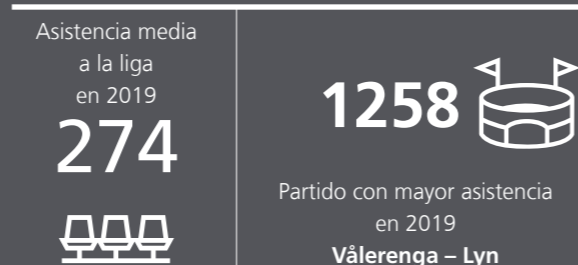 Asistencia media
a la liga
en 2019
274
1258
Partido con mayor asistencia
en 2019
Vålerenga – Lyn